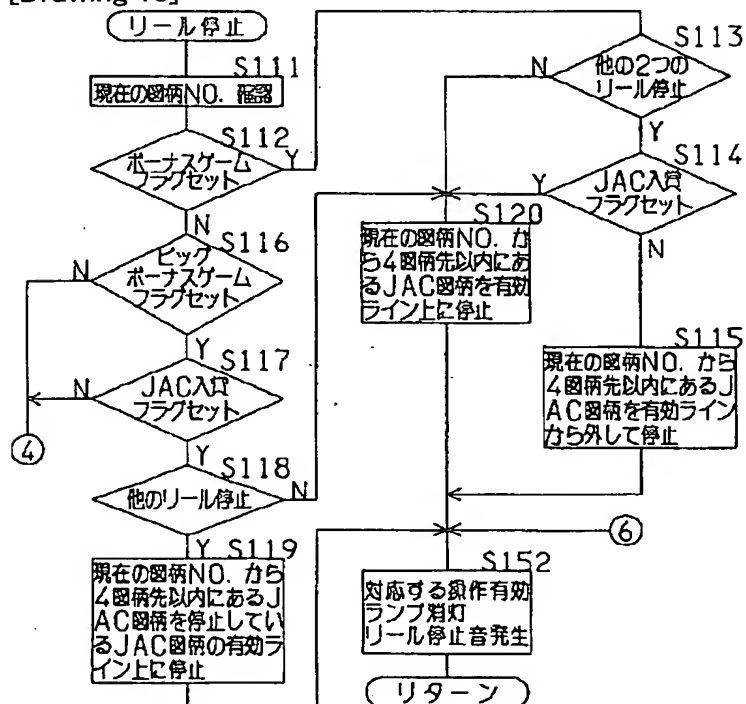 リール停止
S111
現在の図柄NO. 確認
S112
ボーナスゲーム
フラグセット
Y
N
S116
ビッグ
ボーナスゲーム
フラグセット
N
Y
S117
JAC入賞
フラグセット
N
④
Y
S118
他のリール停止
N
Y
S119
現在の図柄NO. から
4図柄先以内にあるJ
AC図柄を停止してい
るJAC図柄の有効ラ
イン上に停止
S113
他の2つの
リール停止
N
Y
S114
JAC入賞
フラグセット
Y
N
S120
現在の図柄NO. か
ら4図柄先以内にあ
るJAC図柄を有効
ライン上に停止
S115
現在の図柄NO. から
4図柄先以内にあるJ
AC図柄を有効ライン
から外して停止
⑥
S152
対応する操作有効
ランプ消灯
リール停止音発生
リターン